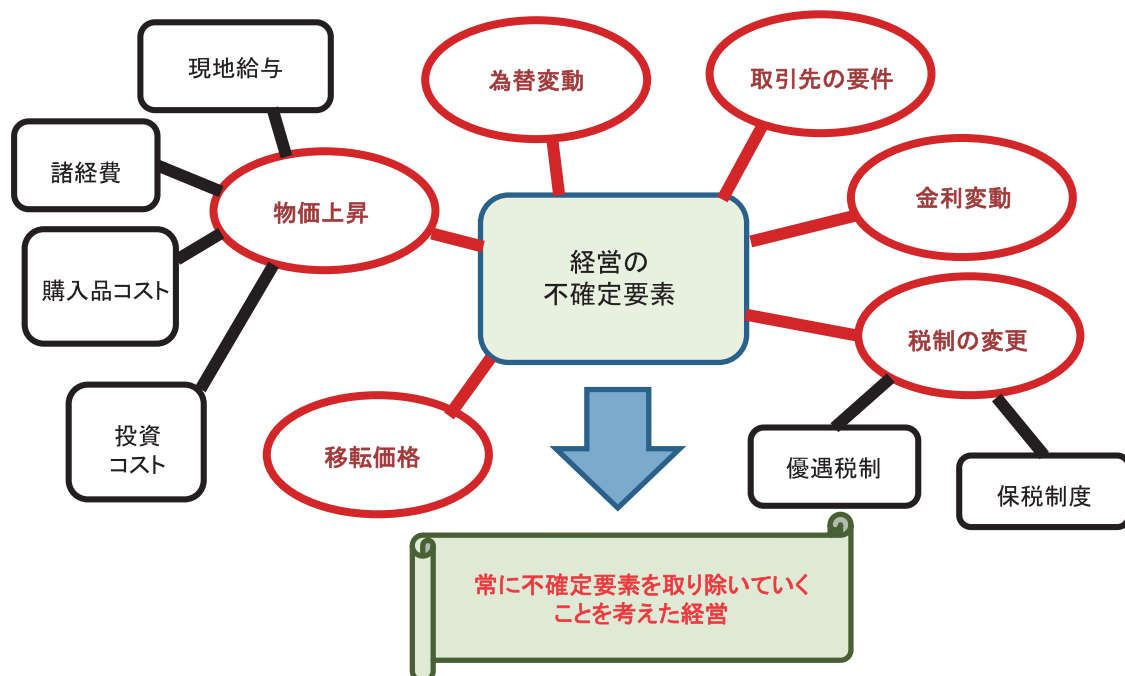 現地給与
為替変動
取引先の要件
諸経費
物価上昇
金利変動
購入品コスト
経営の
不確定要素
税制の変更
投資
コスト
移転価格
優遇税制
保税制度
常に不確定要素を取り除いていく
ことを考えた経営